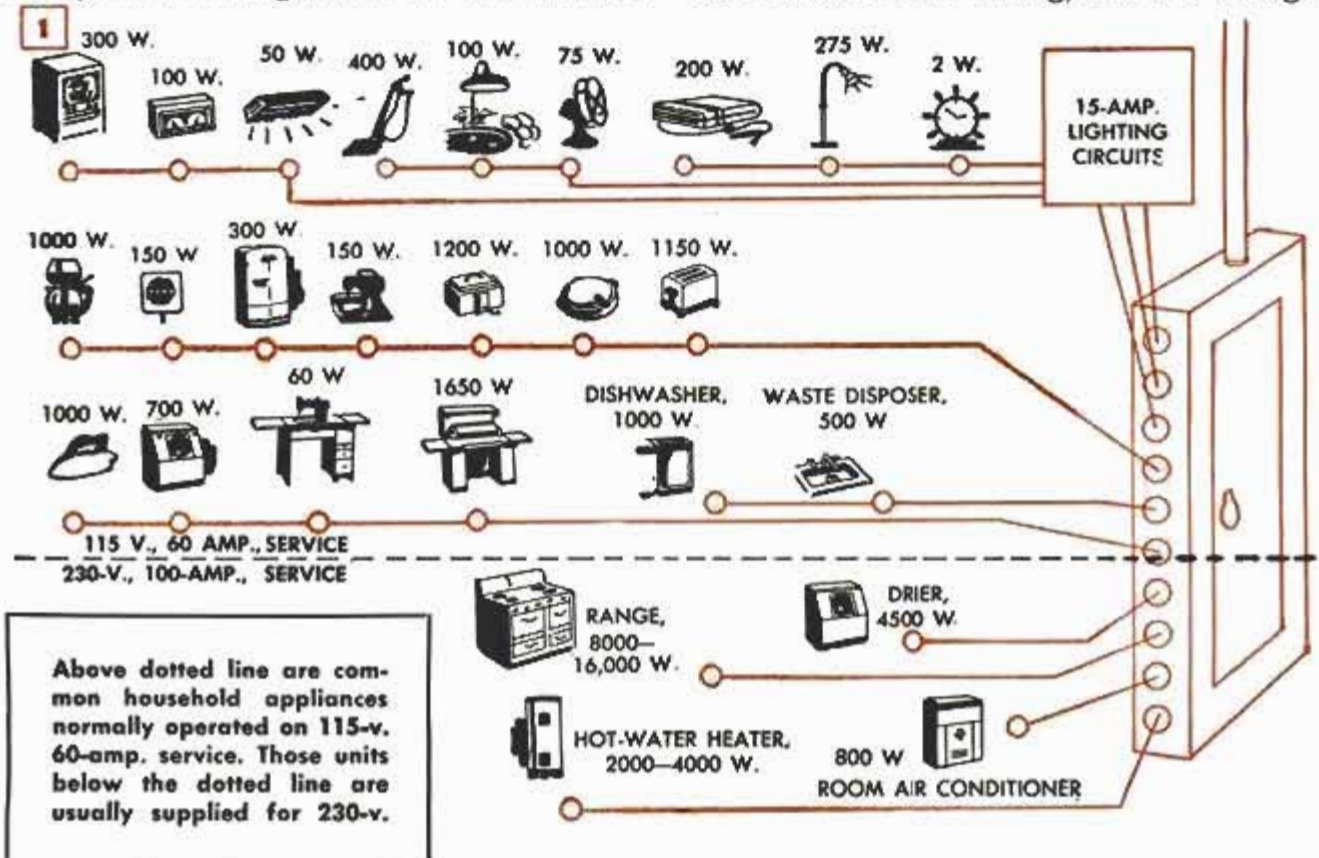 1
300 W.
100 W.
50 W.
400 W.
100 W.
75 W.
200 W.
275 W.
2 W.
15-AMP.
LIGHTING
CIRCUITS
1000 W.
150 W
300 W.
150 W.
1200 W.
1000 W.
1150 W.
1000 W.
700 W.
60 W
1650 W
DISHWASHER,
1000 W.
WASTE DISPOSER,
500 W
115 V., 60 AMP., SERVICE
230-V., 100-AMP., SERVICE
RANGE,
8000—
16,000 W.
DRIER,
4500 W.
HOT-WATER HEATER,
2000—4000 W.
800 W
ROOM AIR CONDITIONER
Above dotted line are com-
mon household appliances
normally operated on 115-v.
60-amp. service. Those units
below the dotted line are
usually supplied for 230-v.